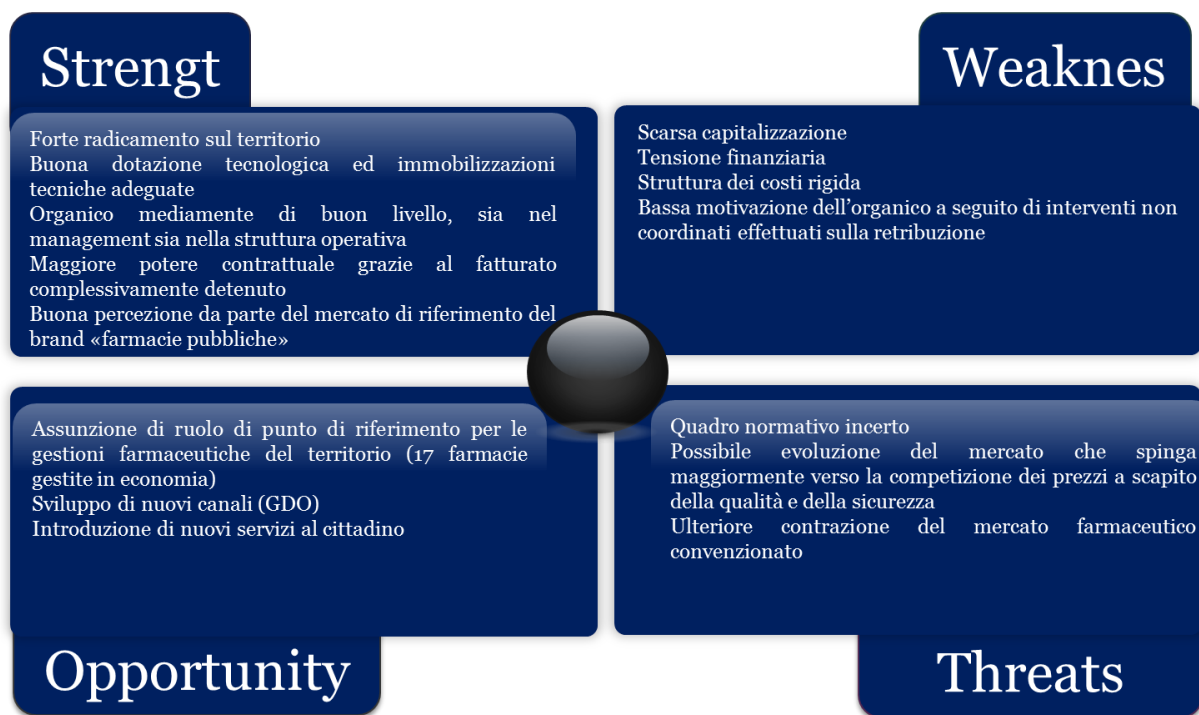 Strengt
Forte radicamento sul territorio
Buona dotazione tecnologica ed immobilizzazioni
tecniche adeguate
Organico mediamente di buon livello, sia nel
management sia nella struttura operativa
Maggiore potere contrattuale grazie al fatturato
complessivamente detenuto
Buona percezione da parte del mercato di riferimento del
brand «farmacie pubbliche»
Weaknes
Scarsa capitalizzazione
Tensione finanziaria
Struttura dei costi rigida
Bassa motivazione dell’organico a seguito di interventi non
coordinati effettuati sulla retribuzione
Assunzione di ruolo di punto di riferimento per le
gestioni farmaceutiche del territorio (17 farmacie
gestite in economia)
Sviluppo di nuovi canali (GDO)
Introduzione di nuovi servizi al cittadino
Opportunity
Quadro normativo incerto
Possibile evoluzione del mercato che spinga
maggiormente verso la competizione dei prezzi a scapito
della qualità e della sicurezza
Ulteriore contrazione del mercato farmaceutico
convenzionato
Threats